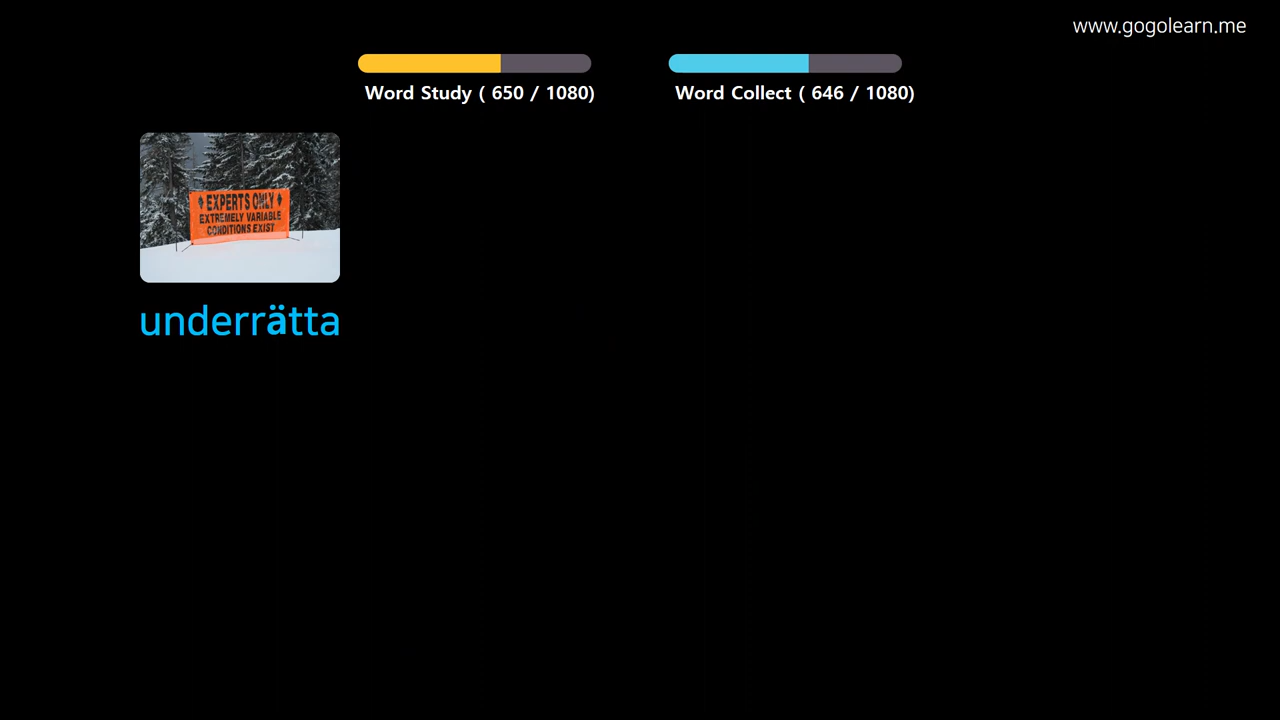 www.gogolearn.me
Word Study ( 650 / 1080)
Word Collect ( 646 / 1080)
EXPERTS ONLY
EXTREMELY VARIABLE
CONDITIONS EXIST
underrätta